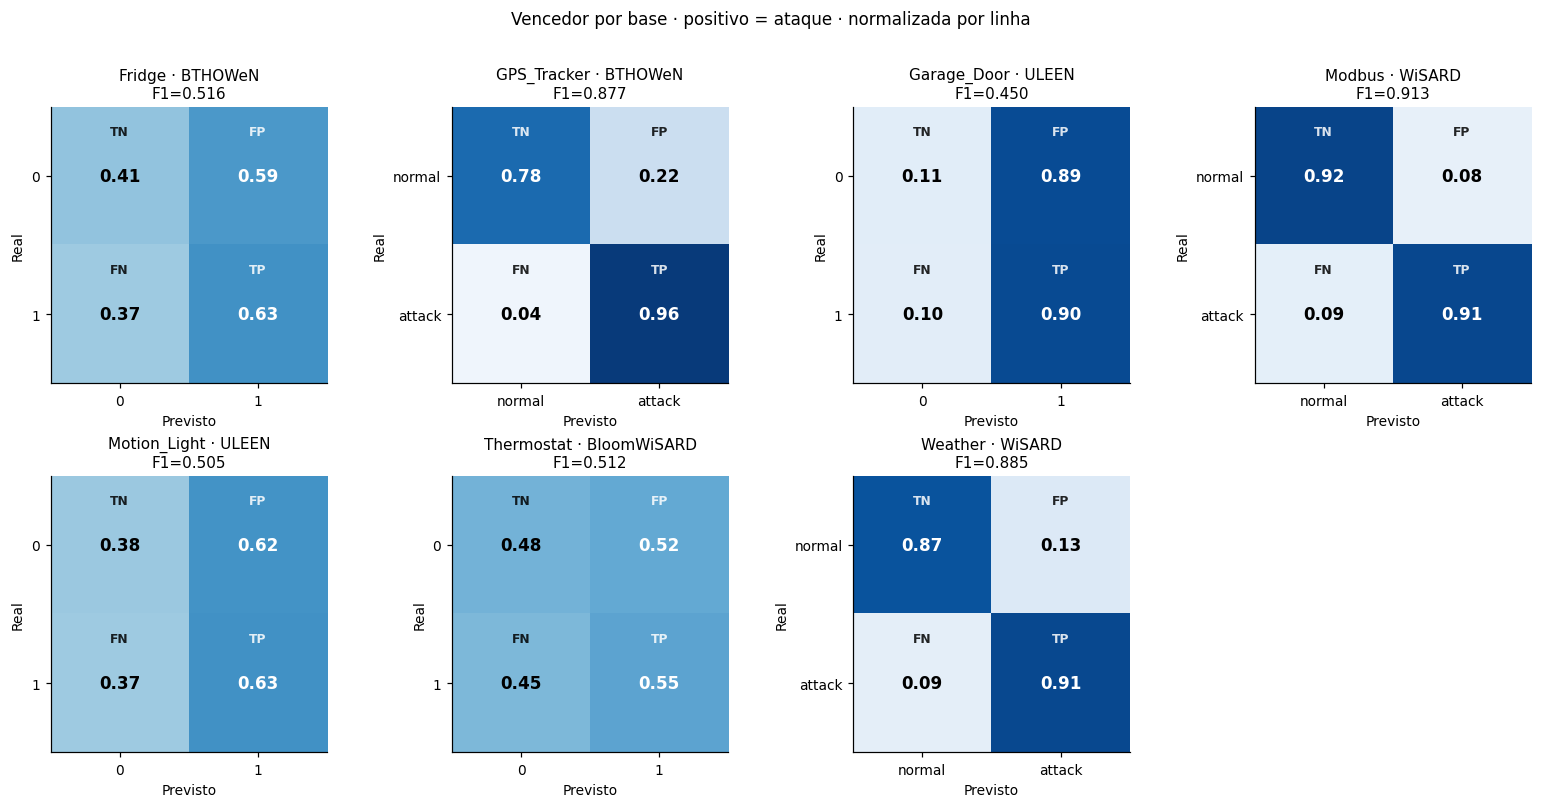 Vencedor por base · positivo = ataque · normalizada por linha
Fridge · BTHOWeN
F1=0.516
TN
FP
0
0.41
0.59
Real
FN
TP
1
0.37
0.63
0
1
Previsto
GPS_Tracker · BTHOWeN
F1=0.877
TN
FP
normal
0.78
0.22
Real
FN
TP
attack
0.04
0.96
normal
attack
Previsto
Garage_Door · ULEEN
F1=0.450
TN
FP
0
0.11
0.89
Real
FN
TP
1
0.10
0.90
0
1
Previsto
Modbus · WiSARD
F1=0.913
TN
FP
normal
0.92
0.08
Real
FN
TP
attack
0.09
0.91
normal
attack
Previsto
Motion_Light · ULEEN
F1=0.505
TN
FP
0
0.38
0.62
Real
FN
TP
1
0.37
0.63
0
1
Previsto
Thermostat · BloomWiSARD
F1=0.512
TN
FP
0
0.48
0.52
Real
FN
TP
1
0.45
0.55
0
1
Previsto
Weather · WiSARD
F1=0.885
TN
FP
normal
0.87
0.13
Real
FN
TP
attack
0.09
0.91
normal
attack
Previsto